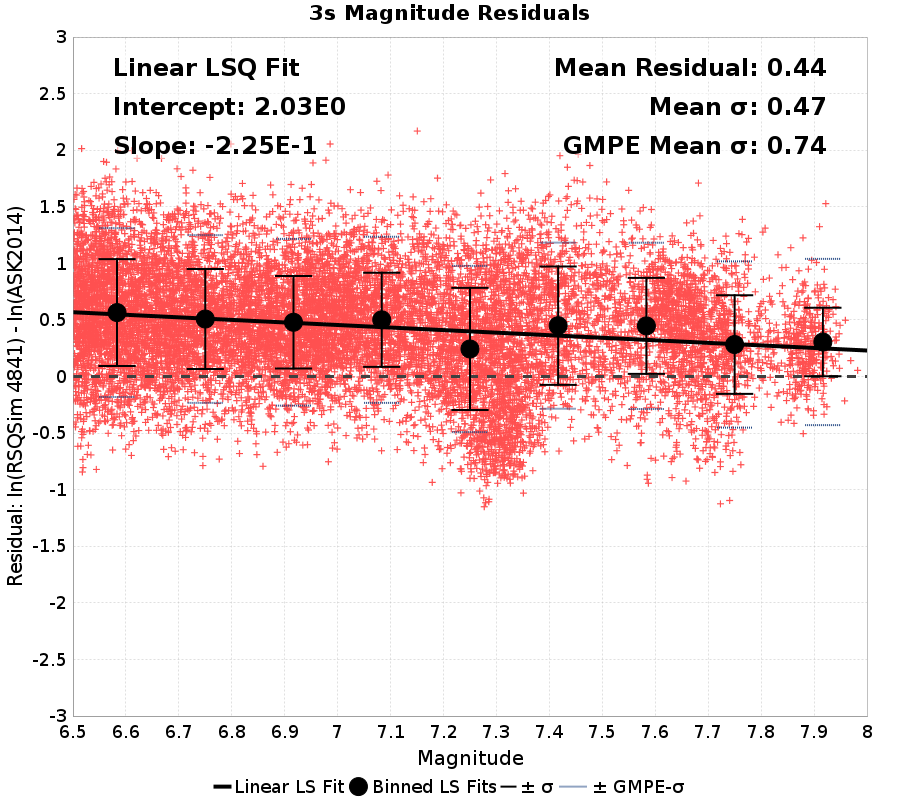 3s Magnitude Residuals
Linear LSQ Fit
Intercept: 2.03E0
Slope: -2.25E-1
Mean Residual: 0.44
Mean σ: 0.47
GMPE Mean σ: 0.74
Residual: ln(RSQSim 4841) - ln(ASK2014)
3
2.5
2
1.5
1
0.5
0
-0.5
-1
-1.5
-2
-2.5
-3
6.5 6.6 6.7 6.8 6.9 7 7.1 7.2 7.3 7.4 7.5 7.6 7.7 7.8 7.9 8
Magnitude
Linear LS Fit Binned LS Fits ± σ ± GMPE-σ